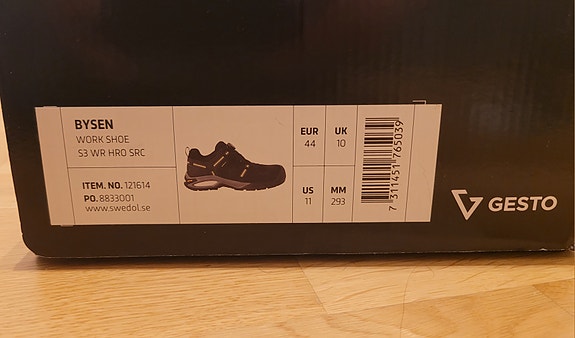 BYSEN
WORK SHOE
S3 WR HRO SRC
ITEM. NO. 121614
PO. 8833001
www.swedol.se
EUR
44
UK
10
US
11
MM
293
7 311451 765039
GESTO